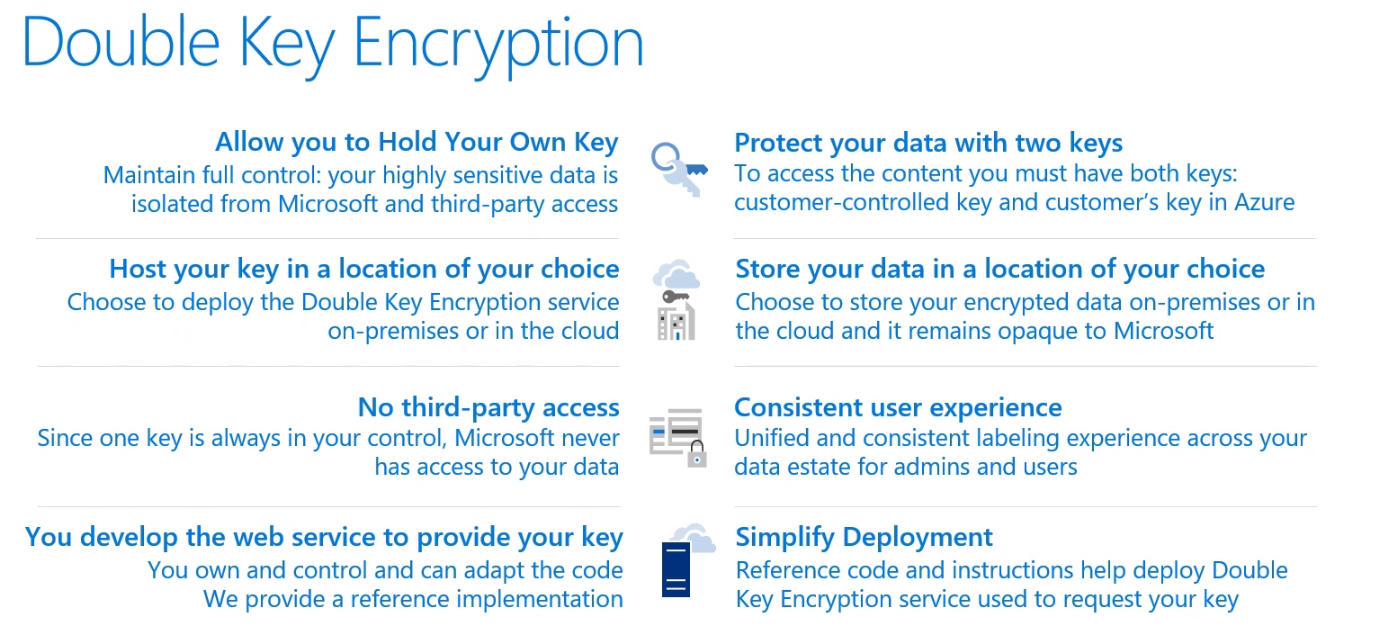 Double Key Encryption
Allow you to Hold Your Own Key
Maintain full control: your highly sensitive data is
isolated from Microsoft and third-party access
Protect your data with two keys
To access the content you must have both keys:
customer-controlled key and customer's key in Azure
Host your key in a location of your choice
Choose to deploy the Double Key Encryption service
on-premises or in the cloud
Store your data in a location of your choice
Choose to store your encrypted data on-premises or in
the cloud and it remains opaque to Microsoft
No third-party access
Since one key is always in your control, Microsoft never
has access to your data
Consistent user experience
Unified and consistent labeling experience across your
data estate for admins and users
You develop the web service to provide your key
You own and control and can adapt the code
We provide a reference implementation
Simplify Deployment
Reference code and instructions help deploy Double
Key Encryption service used to request your key